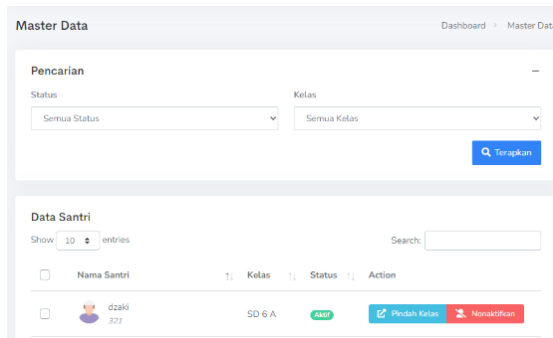 Master Data
Dashboard > Master Data
Pencarian
Status Kelas
Semua Status Semua Kelas
Terapkan
Data Santri
Show 10 entries Search:
Nama Santri Kelas Status Action
dzaki SD 6 A Aktif Pindah Kelas Nonaktifkan
321